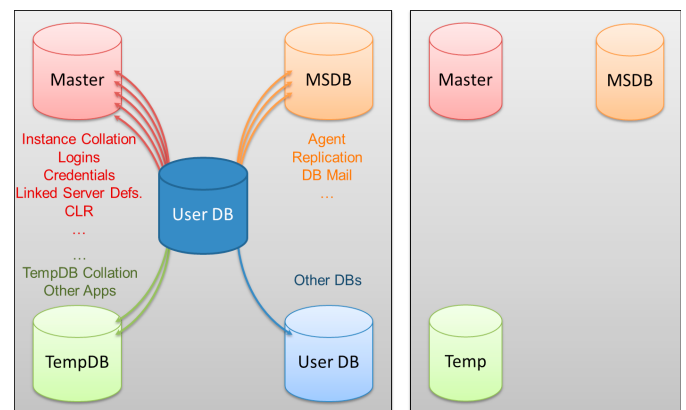 Master
MSDB
Instance Collation
Logins
Credentials
Linked Server Defs.
CLR
…
Agent
Replication
DB Mail
…
User DB
…
TempDB Collation
Other Apps
Other DBs
TempDB
User DB
Master
MSDB
Temp